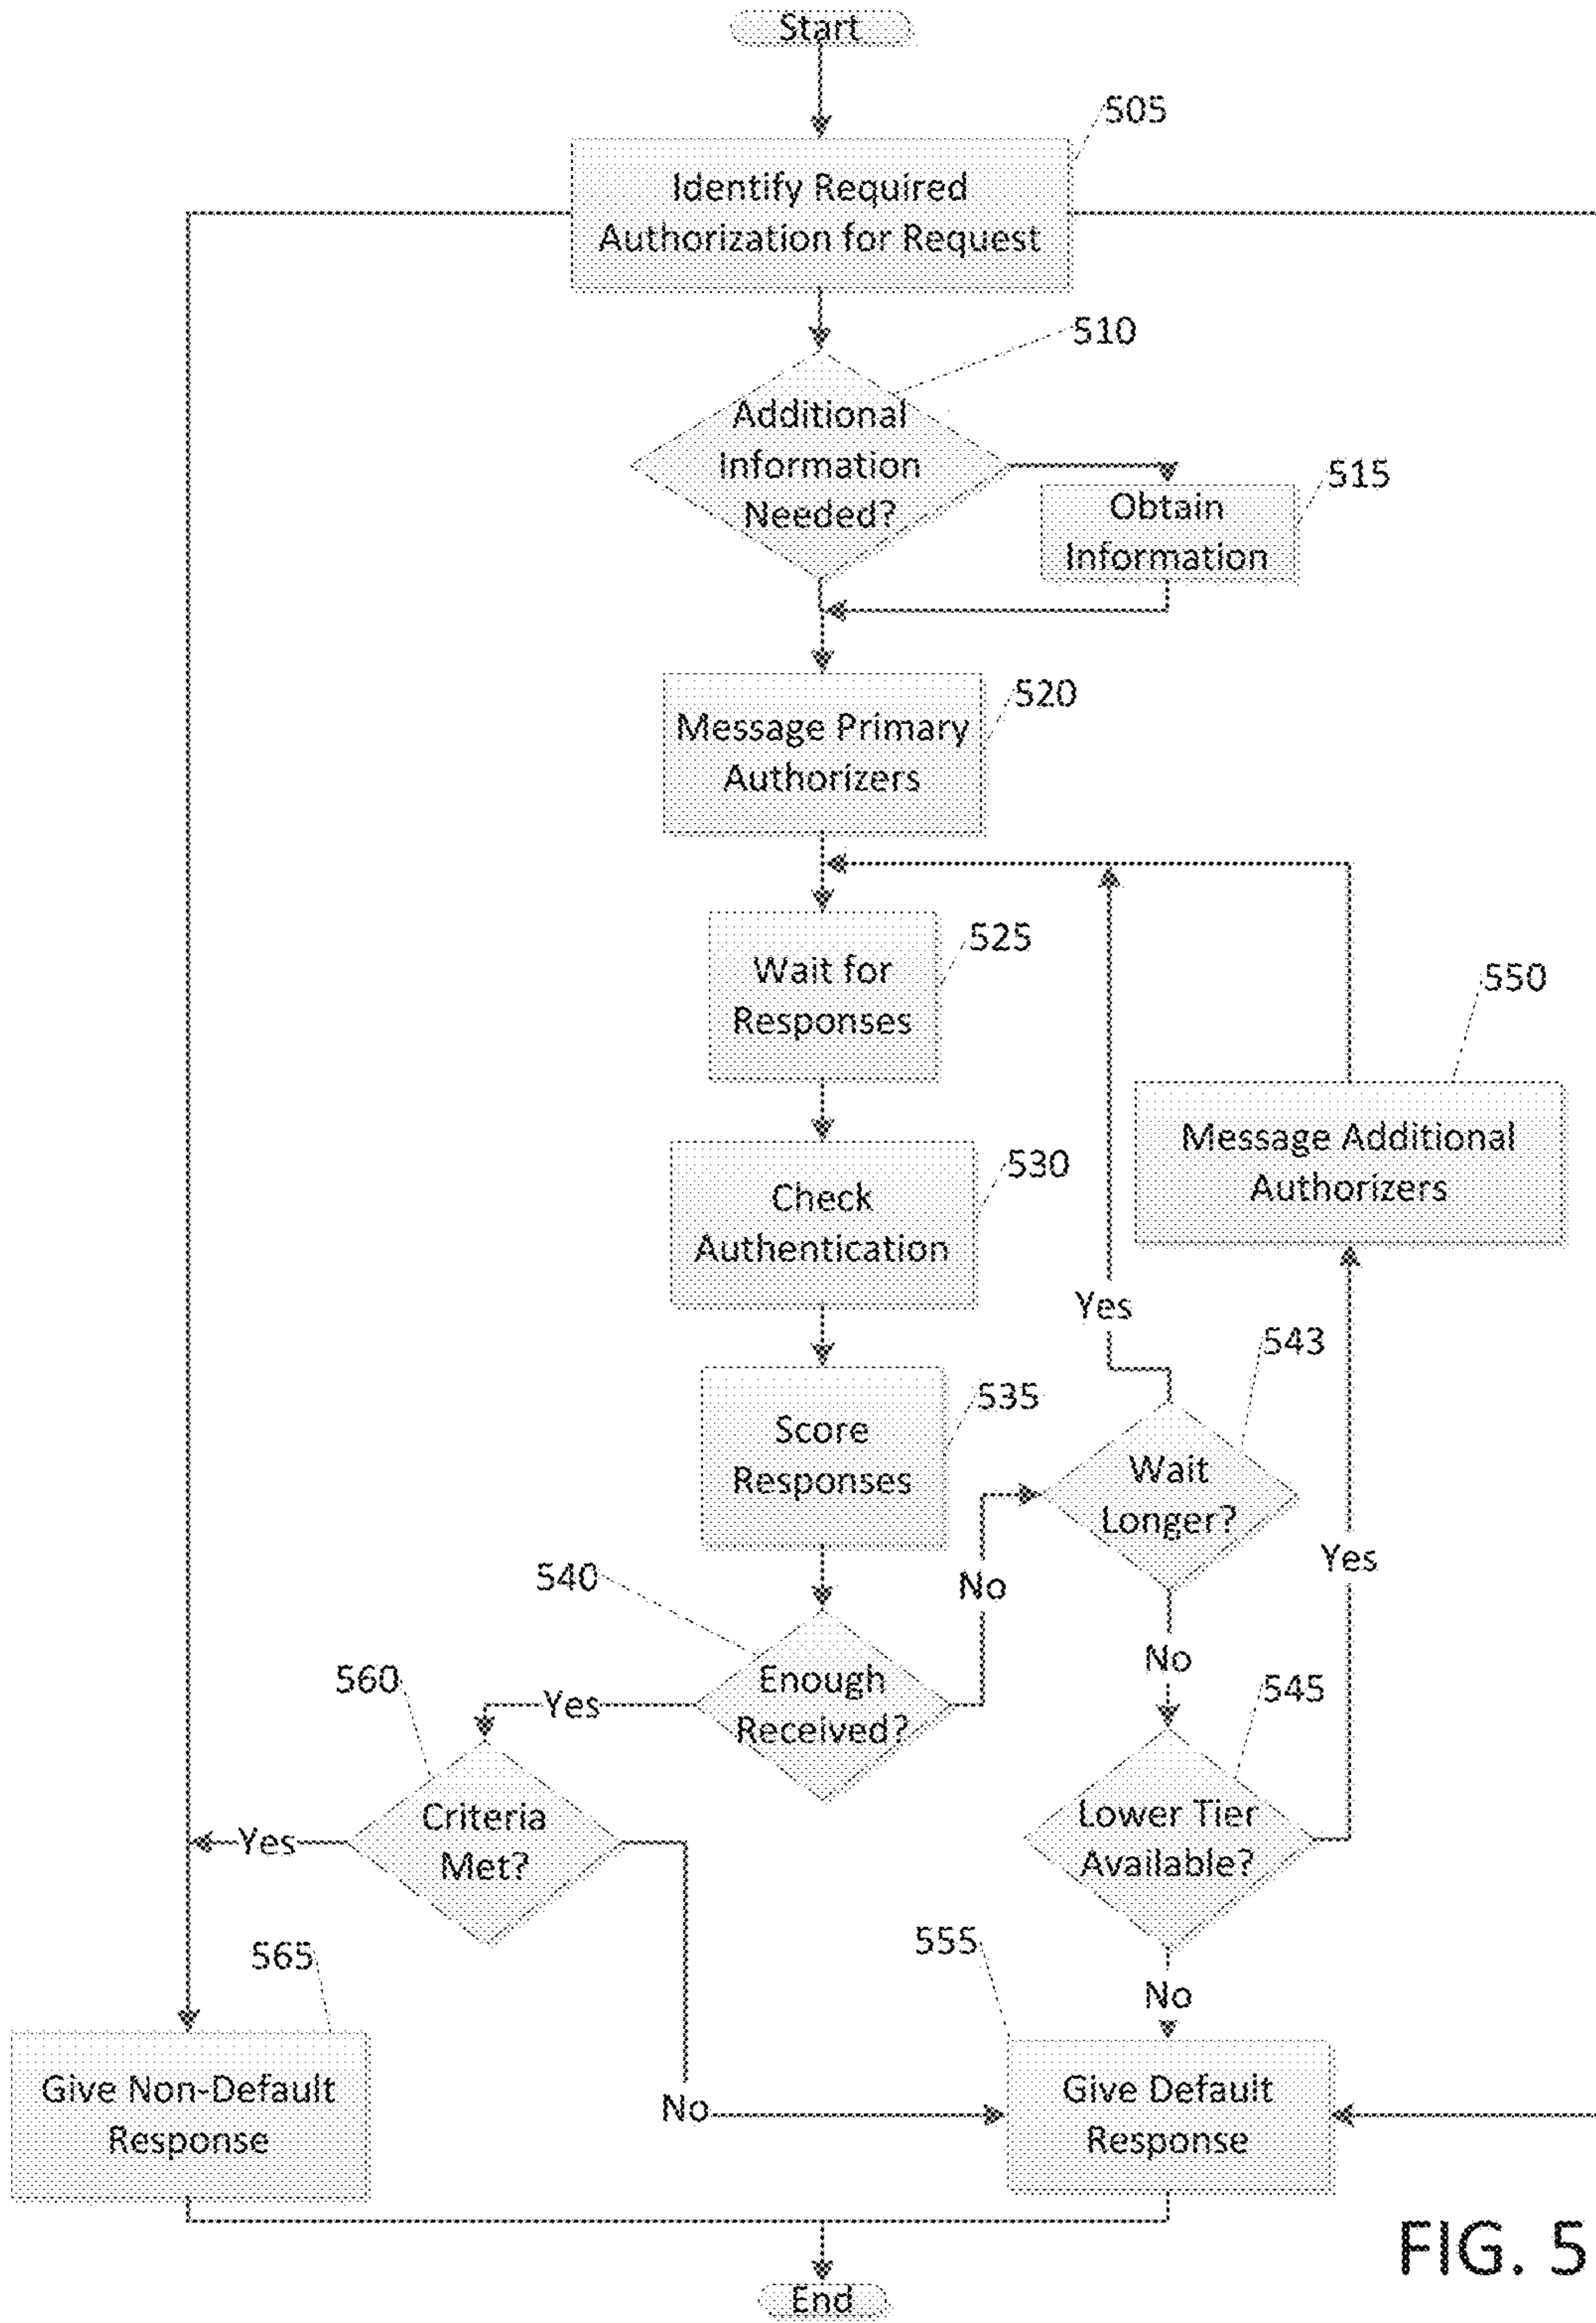 Start
505
Identify Required
Authorization for Request
510
Additional
Information
Needed?
515
Obtain
Information
520
Message Primary
Authorizers
525
Wait for
Responses
550
Message Additional
Authorizers
530
Check
Authentication
Yes
543
535
Score
Responses
Wait
Longer?
Yes
540
No
Enough
Received?
No
545
560
Yes
Criteria
Met?
Yes
Lower Tier
Available?
565
555
No
Give Non-Default
Response
No
Give Default
Response
FIG. 5
End